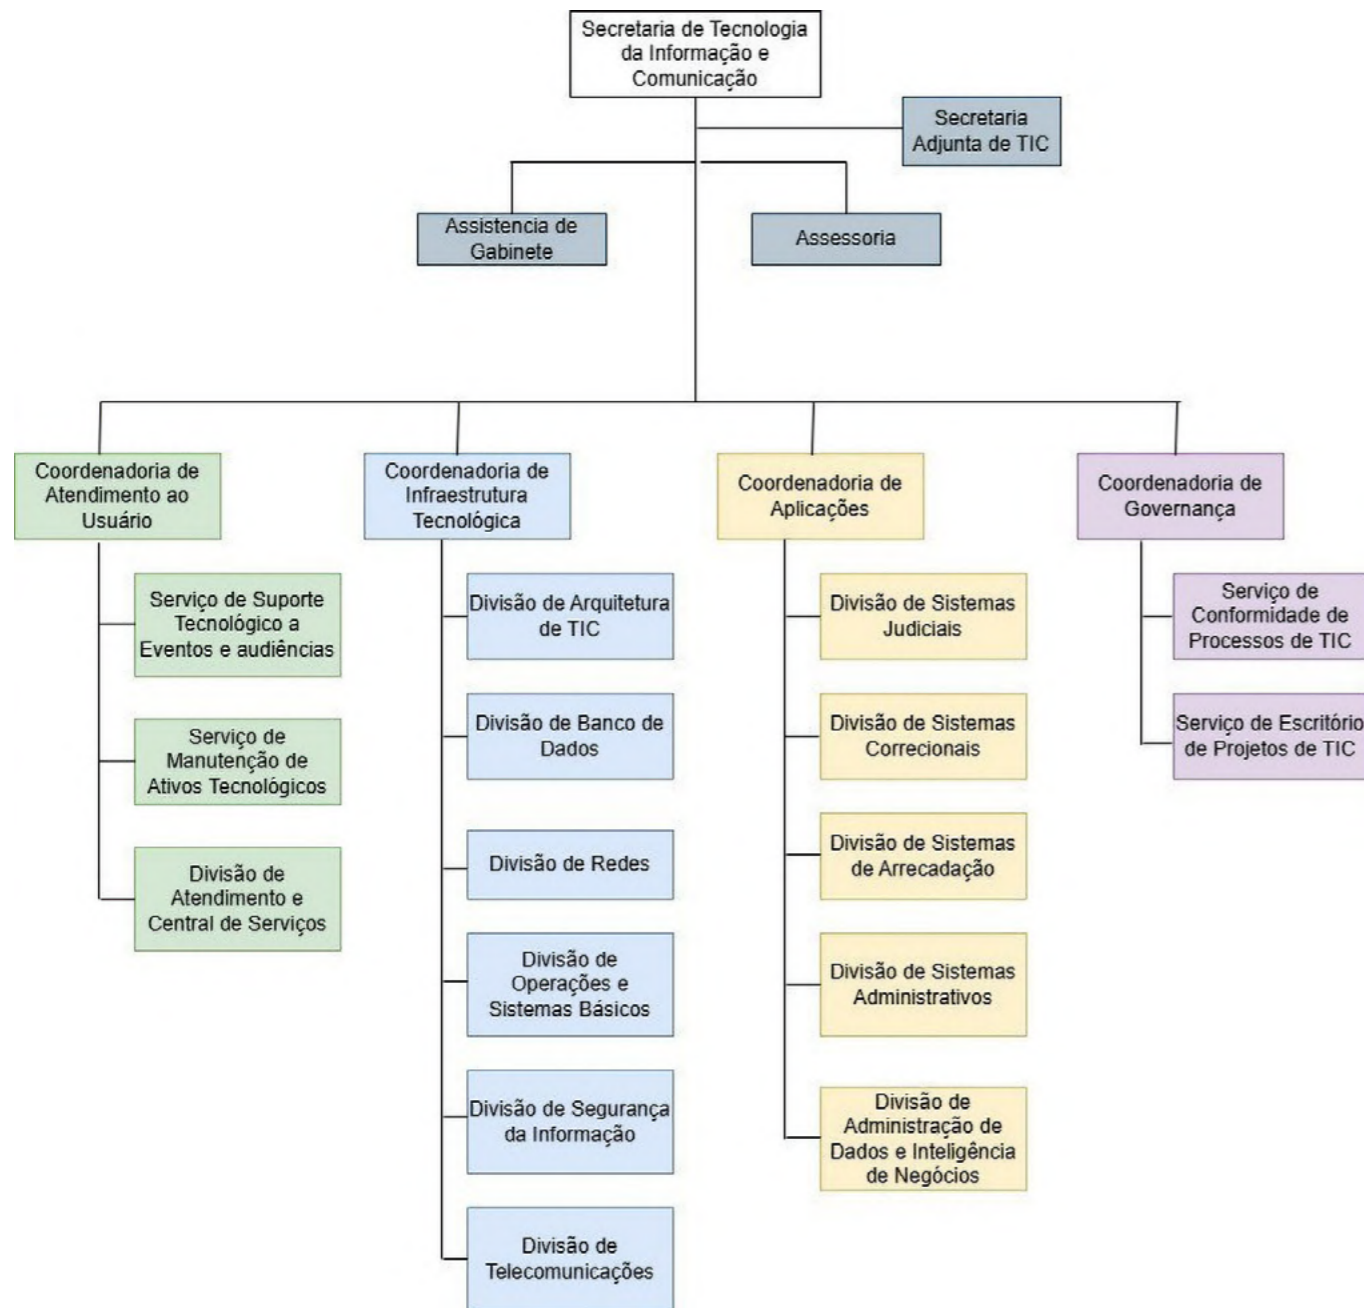 Secretaria de Tecnologia
da Informação e
Comunicação
Secretaria
Adjunta de TIC
Assistencia de
Gabinete
Assessoria
Coordenadoria de
Atendimento ao
Usuário
Serviço de Suporte
Tecnológico a
Eventos e audiências
Serviço de
Manutenção de
Ativos Tecnológicos
Divisão de
Atendimento e
Central de Serviços
Coordenadoria de
Infraestrutura
Tecnológica
Divisão de Arquitetura
de TIC
Divisão de Banco de
Dados
Divisão de Redes
Divisão de
Operações e
Sistemas Básicos
Divisão de Segurança
da Informação
Divisão de
Telecomunicações
Coordenadoria de
Aplicações
Divisão de Sistemas
Judiciais
Divisão de Sistemas
Correcionais
Divisão de Sistemas
de Arrecadação
Divisão de Sistemas
Administrativos
Divisão de
Administração de
Dados e Inteligência
de Negócios
Coordenadoria de
Governança
Serviço de
Conformidade de
Processos de TIC
Serviço de Escritório
de Projetos de TIC